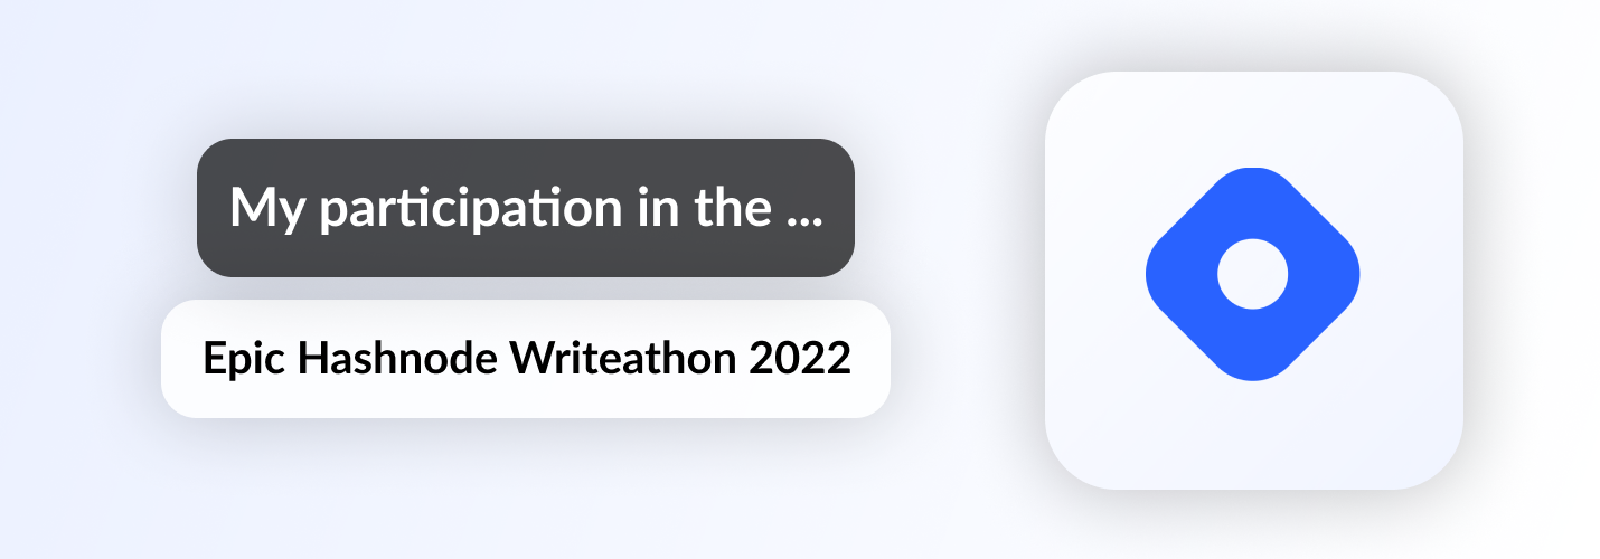 My participation in the ...
Epic Hashnode Writeathon 2022